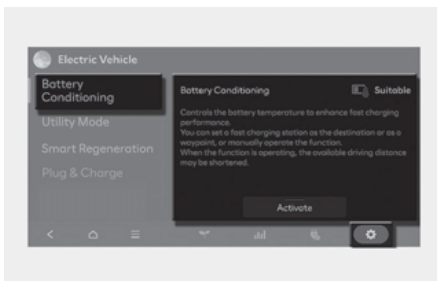 Electric Vehicle
Battery
Conditioning
Utility Mode
Smart Regeneration
Plug & Charge
Battery Conditioning
Suitable
Controls the battery temperature to enhance fast charging
performance.
You can set a fast charging station as the destination or as a
waypoint, or manually operate the function.
When the function is operating, the available driving distance
may be shortened.
Activate